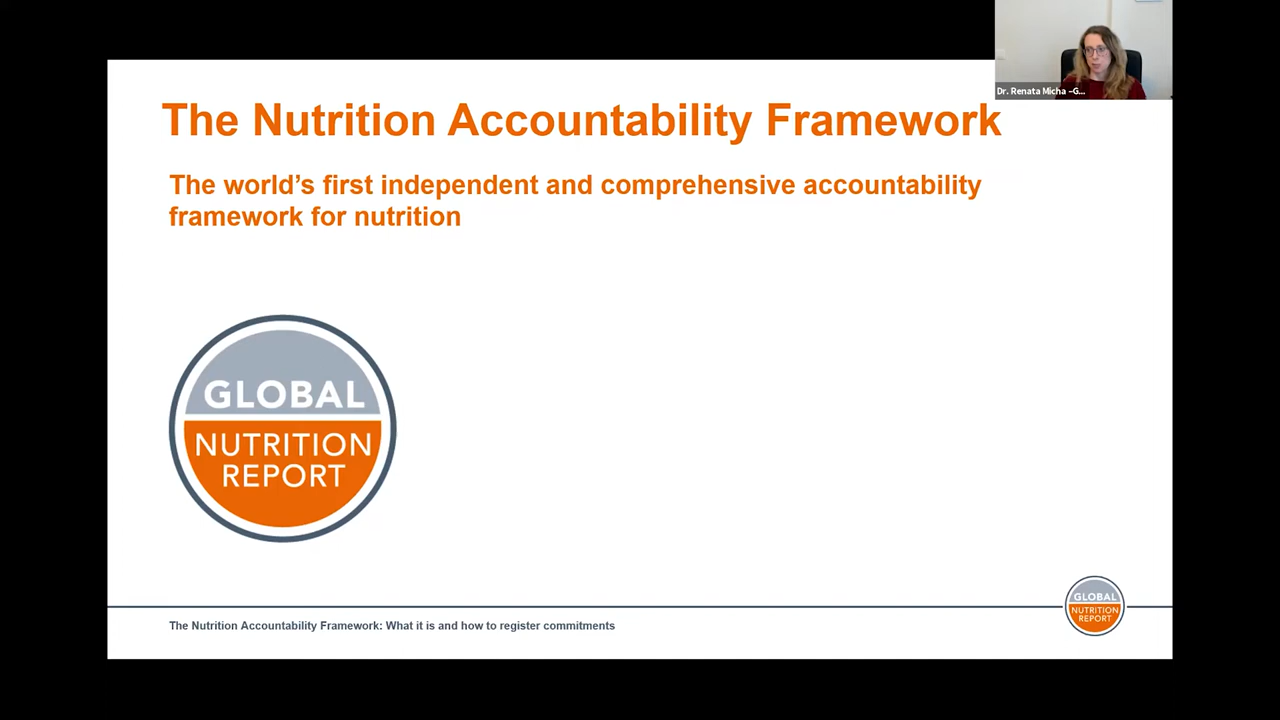 Dr. Renata Micha –G...
The Nutrition Accountability Framework
The world's first independent and comprehensive accountability
framework for nutrition
GLOBAL
NUTRITION
REPORT
The Nutrition Accountability Framework: What it is and how to register commitments
GLOBAL
NUTRITION
REPORT